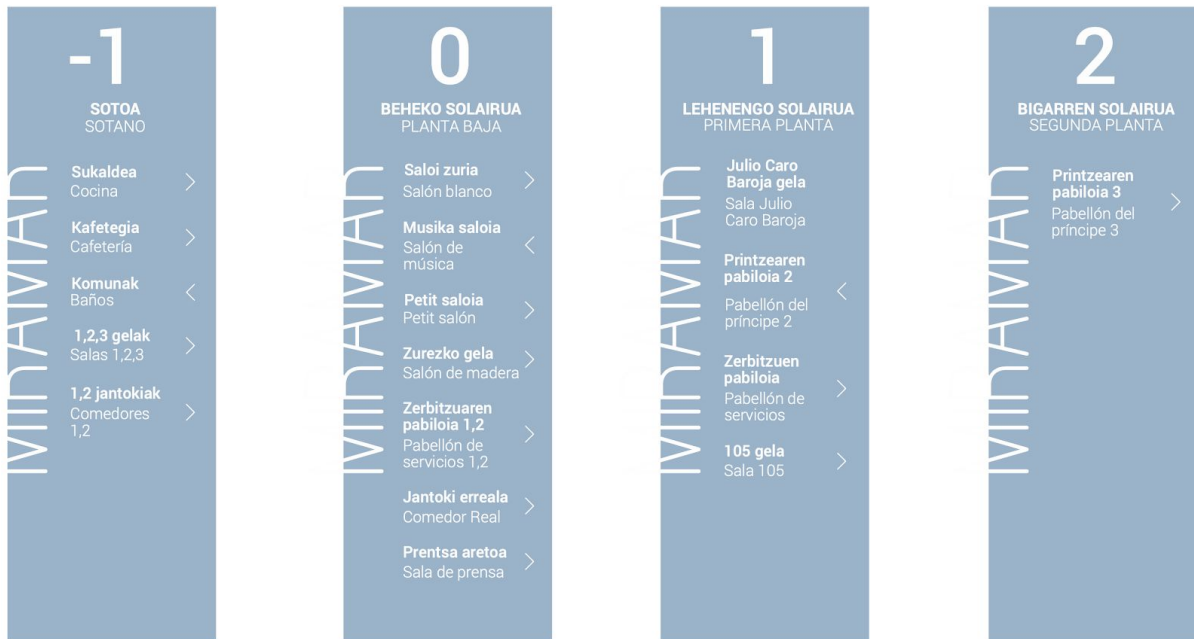 -1
SOTOA
SOTANO
Sukaldea
Cocina
Kafetegia
Cafetería
Komunak
Baños
1,2,3 gelak
Salas 1,2,3
1,2 jantokiak
Comedores
1,2
0
BEHEKO SOLAIRUA
PLANTA BAJA
Saloi zuria
Salón blanco
Musika saloia
Salón de
música
Petit saloia
Petit salón
Zurezko gela
Salón de madera
Zerbitzuaren
pabiloia 1,2
Pabellón de
servicios 1,2
Jantoki erreala
Comedor Real
Prentsa aretoa
Sala de prensa
1
LEHENENGO SOLAIRUA
PRIMERA PLANTA
Julio Caro
Baroja gela
Sala Julio
Caro Baroja
Printzearen
pabiloia 2
Pabellón del
príncipe 2
Zerbitzuen
pabiloia
Pabellón de
servicios
105 gela
Sala 105
2
BIGARREN SOLAIRUA
SEGUNDA PLANTA
Printzearen
pabiloia 3
Pabellón del
príncipe 3